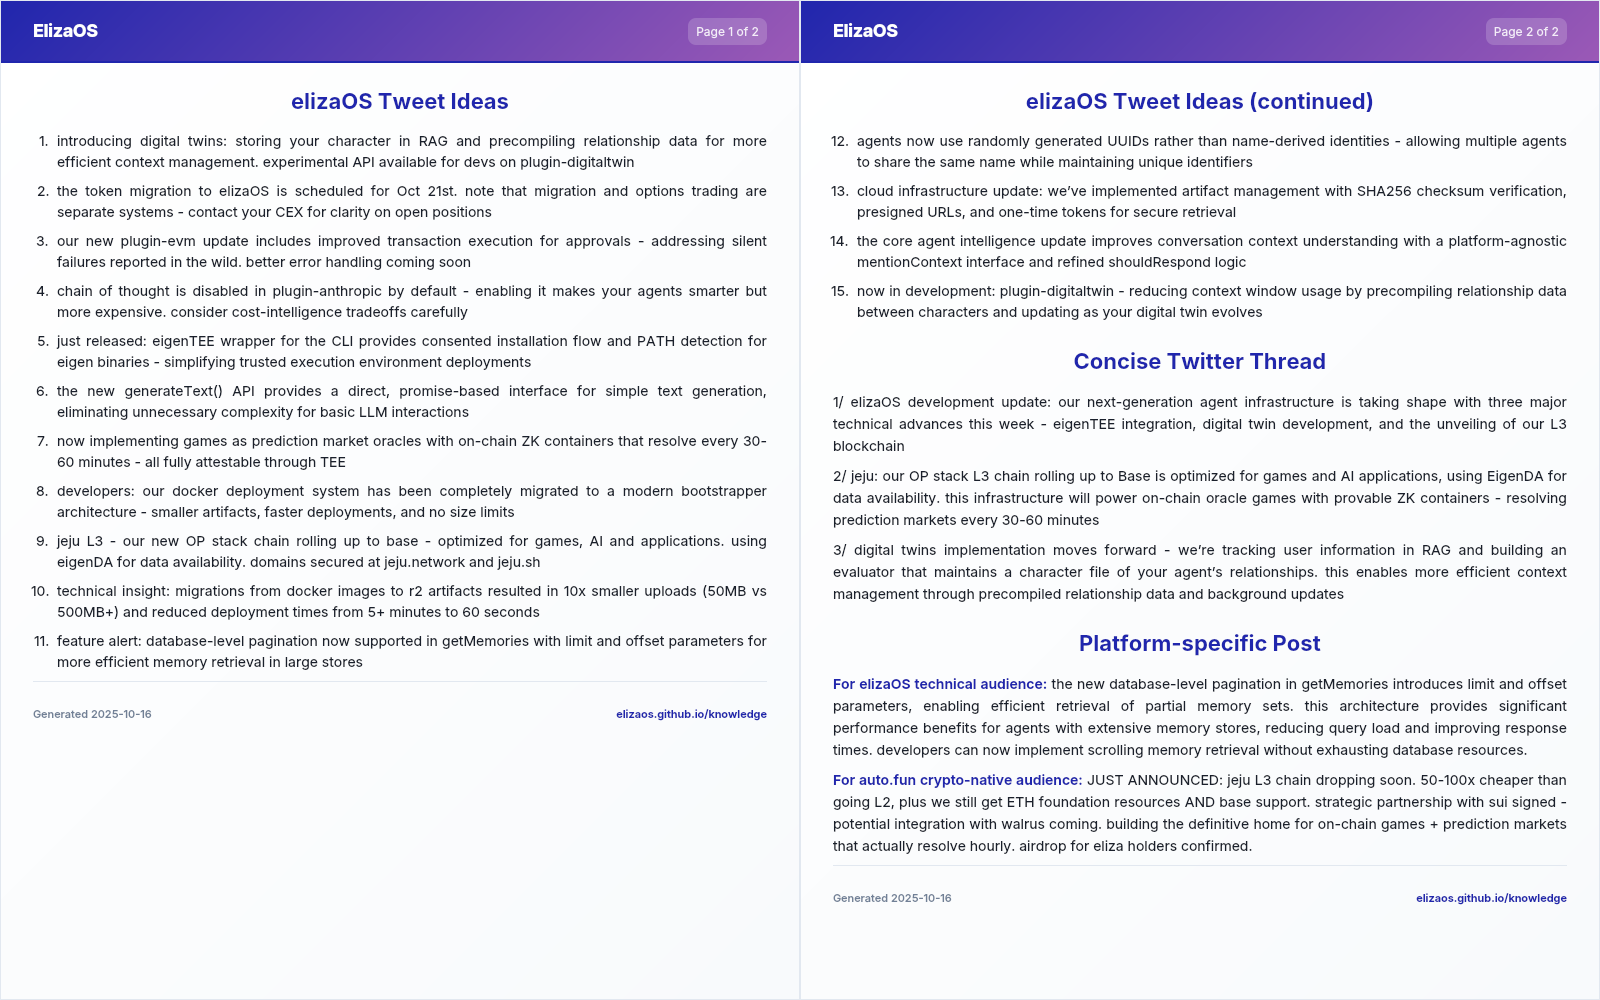 ElizaOS
Page 1 of 2
elizaOS Tweet Ideas
1. introducing digital twins: storing your character in RAG and precompiling relationship data for more
efficient context management. experimental API available for devs on plugin-digitaltwin
2. the token migration to elizaOS is scheduled for Oct 21st. note that migration and options trading are
separate systems - contact your CEX for clarity on open positions
3. our new plugin-evm update includes improved transaction execution for approvals - addressing silent
failures reported in the wild. better error handling coming soon
4. chain of thought is disabled in plugin-anthropic by default - enabling it makes your agents smarter but
more expensive. consider cost-intelligence tradeoffs carefully
5. just released: eigenTEE wrapper for the CLI provides consented installation flow and PATH detection for
eigen binaries - simplifying trusted execution environment deployments
6. the new generateText() API provides a direct, promise-based interface for simple text generation,
eliminating unnecessary complexity for basic LLM interactions
7. now implementing games as prediction market oracles with on-chain ZK containers that resolve every 30-
60 minutes - all fully attestable through TEE
8. developers: our docker deployment system has been completely migrated to a modern bootstrapper
architecture - smaller artifacts, faster deployments, and no size limits
9. jeju L3 - our new OP stack chain rolling up to base - optimized for games, AI and applications. using
eigenDA for data availability. domains secured at jeju.network and jeju.sh
10. technical insight: migrations from docker images to r2 artifacts resulted in 10x smaller uploads (50MB vs
500MB+) and reduced deployment times from 5+ minutes to 60 seconds
11. feature alert: database-level pagination now supported in getMemories with limit and offset parameters for
more efficient memory retrieval in large stores
Generated 2025-10-16
elizaos.github.io/knowledge
ElizaOS
Page 2 of 2
elizaOS Tweet Ideas (continued)
12. agents now use randomly generated UUIDs rather than name-derived identities - allowing multiple agents
to share the same name while maintaining unique identifiers
13. cloud infrastructure update: we've implemented artifact management with SHA256 checksum verification,
presigned URLs, and one-time tokens for secure retrieval
14. the core agent intelligence update improves conversation context understanding with a platform-agnostic
mentionContext interface and refined shouldRespond logic
15. now in development: plugin-digitaltwin - reducing context window usage by precompiling relationship data
between characters and updating as your digital twin evolves
Concise Twitter Thread
1/ elizaOS development update: our next-generation agent infrastructure is taking shape with three major
technical advances this week - eigenTEE integration, digital twin development, and the unveiling of our L3
blockchain
2/ jeju: our OP stack L3 chain rolling up to Base is optimized for games and AI applications, using EigenDA for
data availability. this infrastructure will power on-chain oracle games with provable ZK containers - resolving
prediction markets every 30-60 minutes
3/ digital twins implementation moves forward - we're tracking user information in RAG and building an
evaluator that maintains a character file of your agent's relationships. this enables more efficient context
management through precompiled relationship data and background updates
Platform-specific Post
For elizaOS technical audience: the new database-level pagination in getMemories introduces limit and offset
parameters, enabling efficient retrieval of partial memory sets. this architecture provides significant
performance benefits for agents with extensive memory stores, reducing query load and improving response
times. developers can now implement scrolling memory retrieval without exhausting database resources.
For auto.fun crypto-native audience: JUST ANNOUNCED: jeju L3 chain dropping soon. 50-100x cheaper than
going L2, plus we still get ETH foundation resources AND base support. strategic partnership with sui signed -
potential integration with walrus coming. building the definitive home for on-chain games + prediction markets
that actually resolve hourly. airdrop for eliza holders confirmed.
Generated 2025-10-16
elizaos.github.io/knowledge